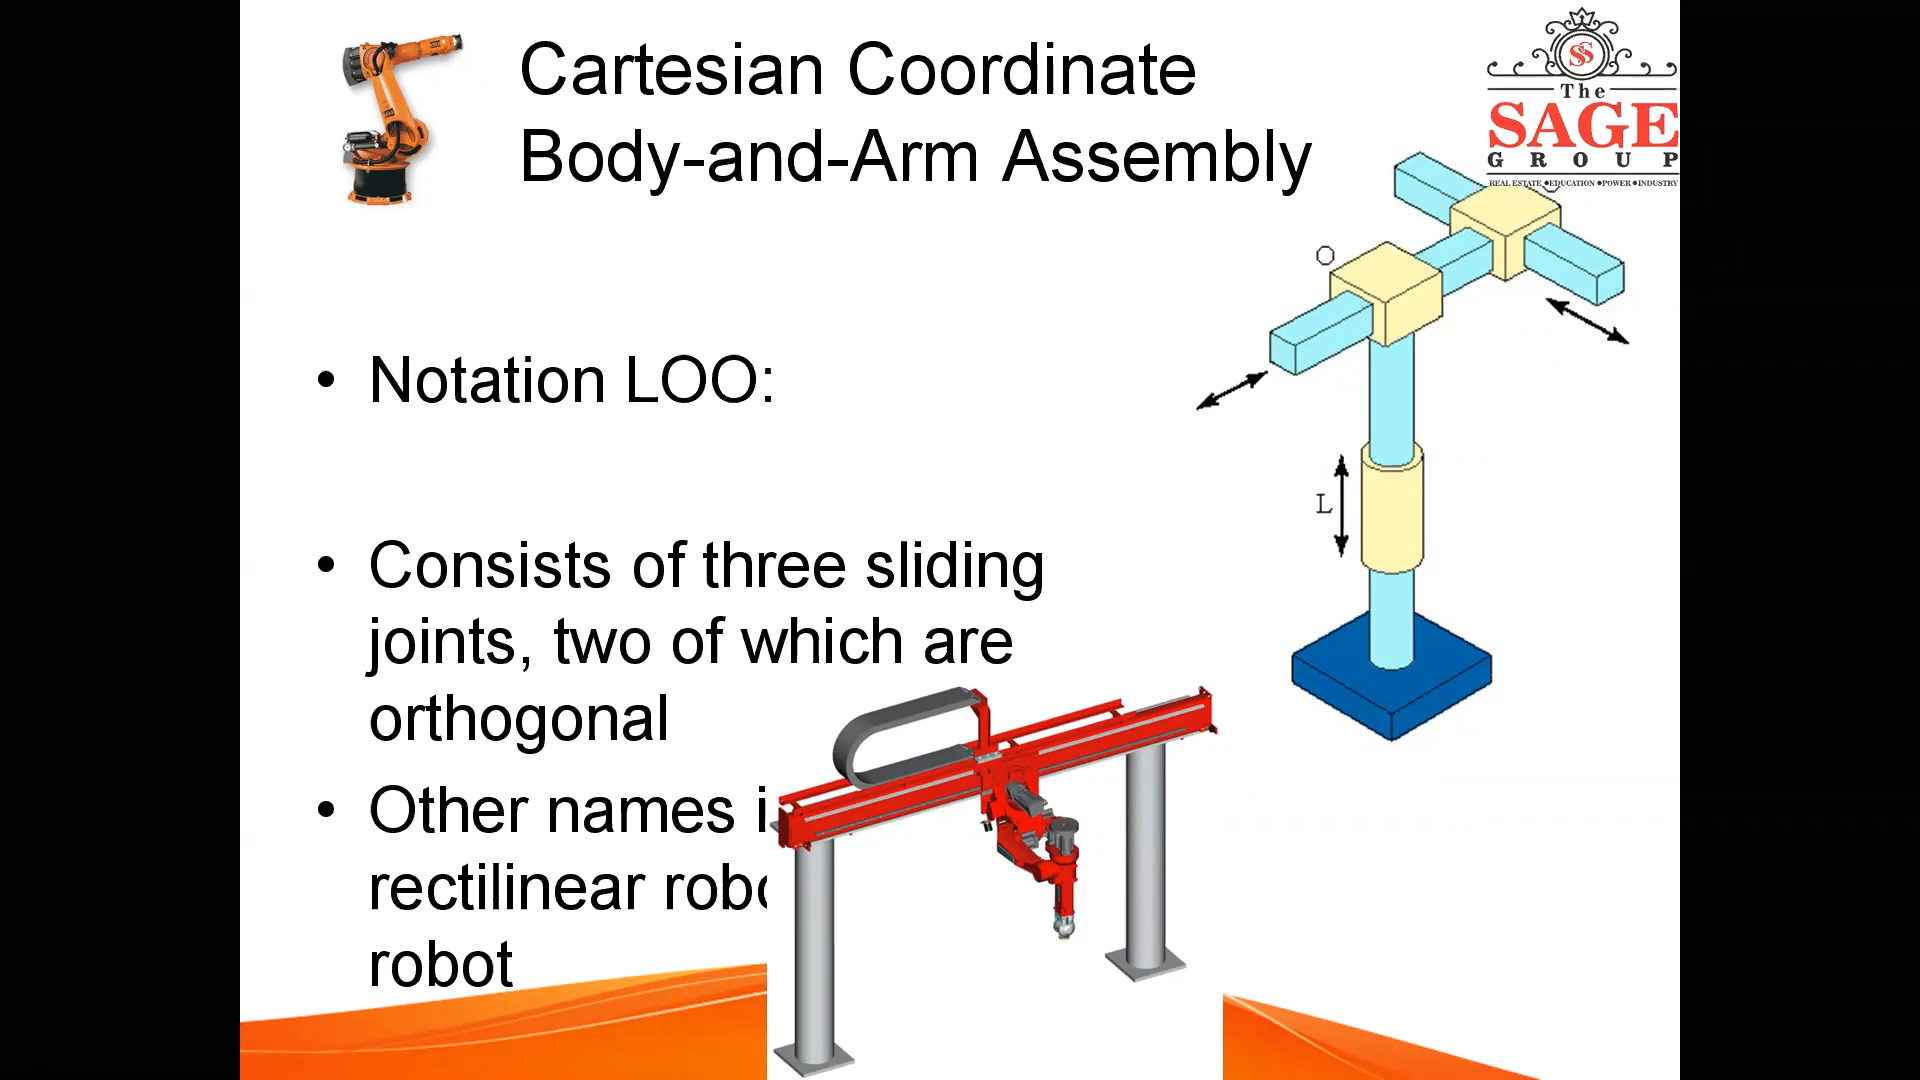 Cartesian Coordinate
Body-and-Arm Assembly
The
SAGE
GROUP
REAL ESTATE ●EDUCATION ●POWER ●INDUSTRY
O
L
• Notation LOO:
• Consists of three sliding
joints, two of which are
orthogonal
• Other names
rectilinear
robot